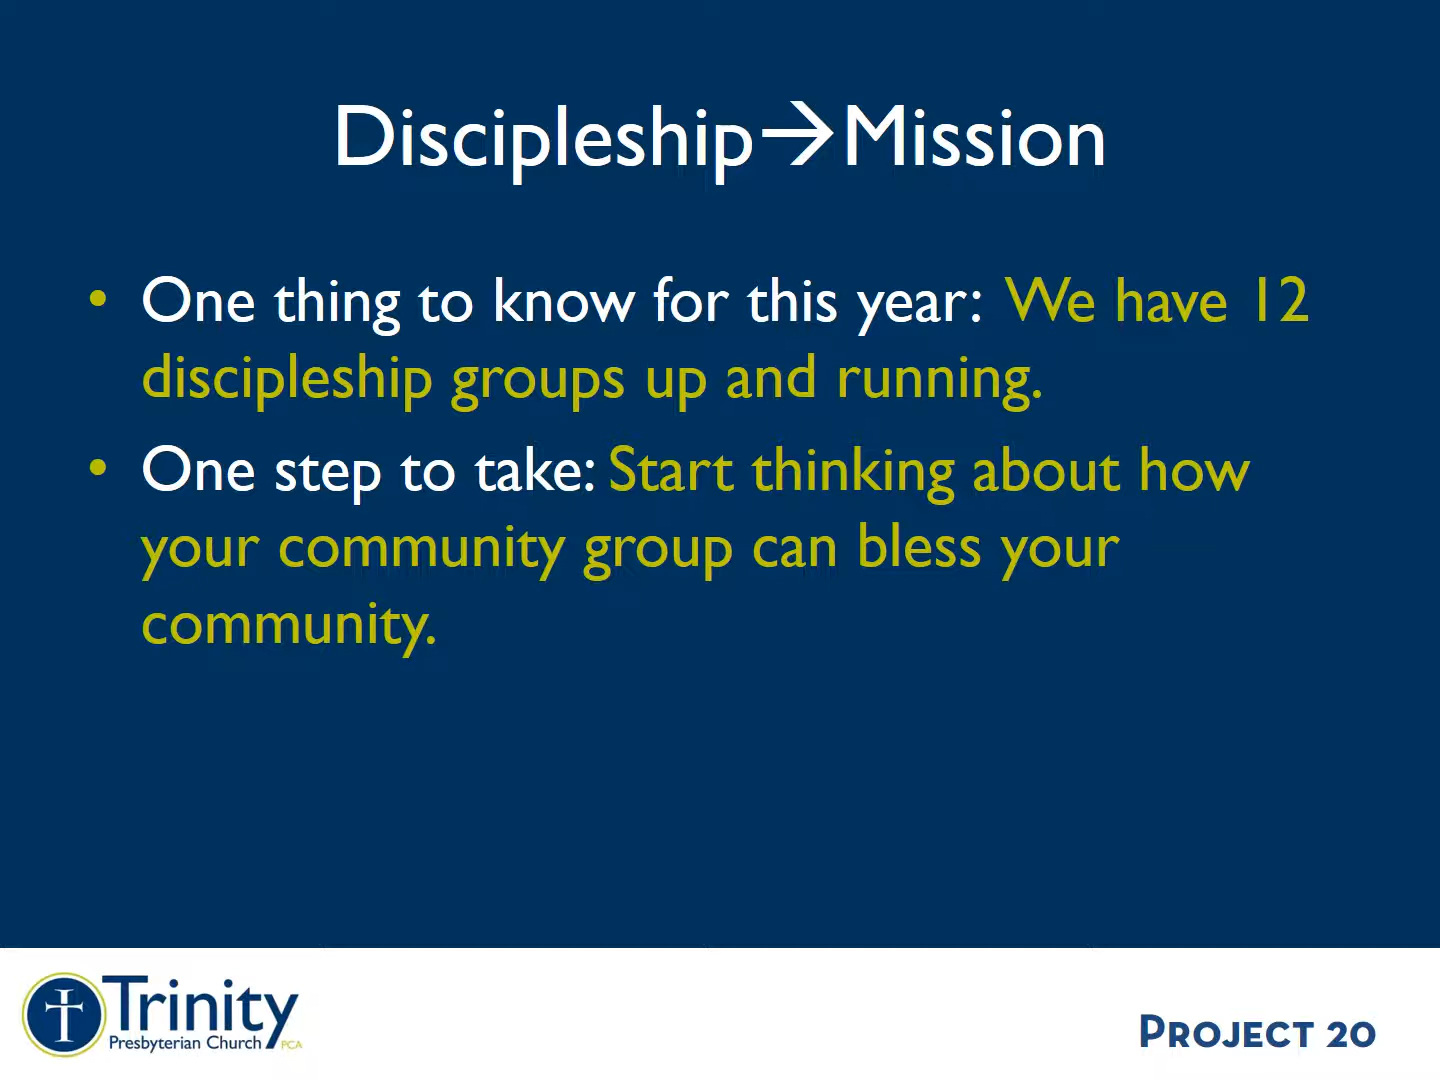 Discipleship→Mission
• One thing to know for this year: We have 12
discipleship groups up and running.
• One step to take: Start thinking about how
your community group can bless your
community.
Trinity
Presbyterian Church PCA
PROJECT 20